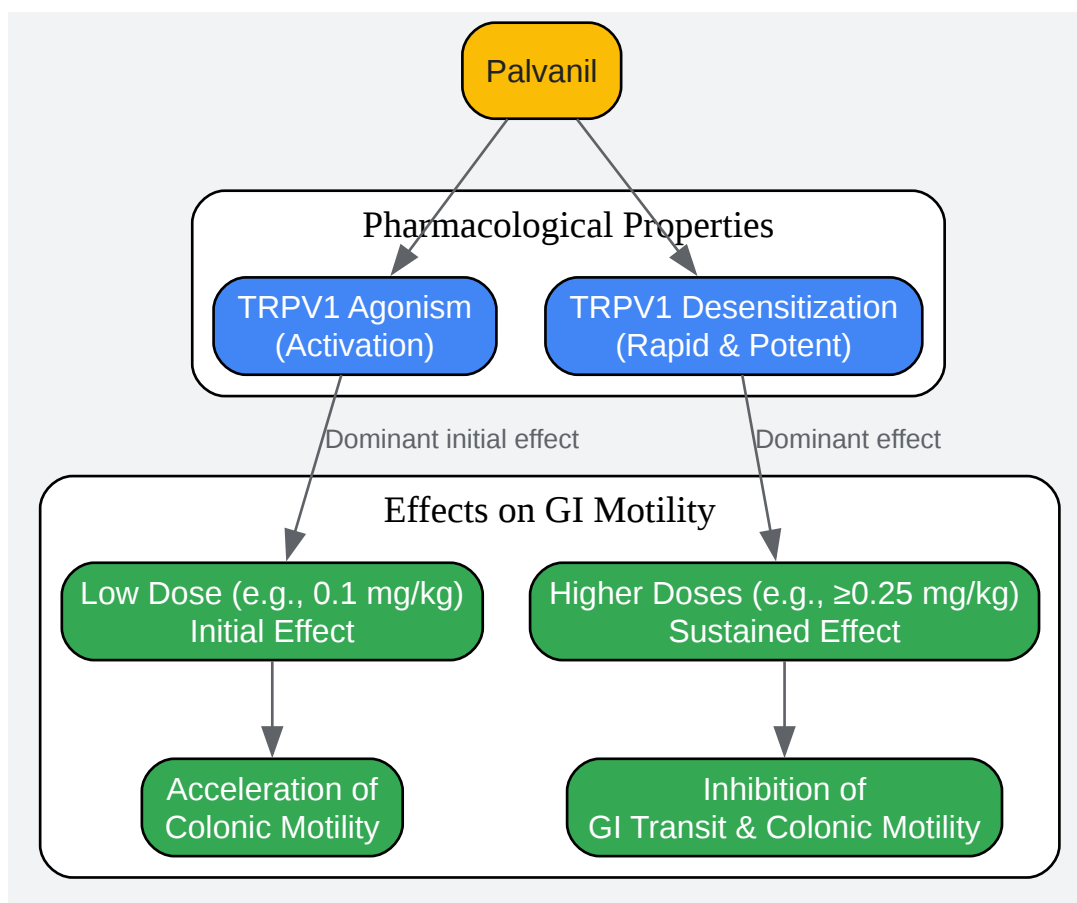 Palvanil
Pharmacological Properties
TRPV1 Agonism
(Activation)
TRPV1 Desensitization
(Rapid & Potent)
Dominant initial effect
Dominant effect
Effects on GI Motility
Low Dose (e.g., 0.1 mg/kg)
Initial Effect
Higher Doses (e.g., ≥0.25 mg/kg)
Sustained Effect
Acceleration of
Colonic Motility
Inhibition of
GI Transit & Colonic Motility